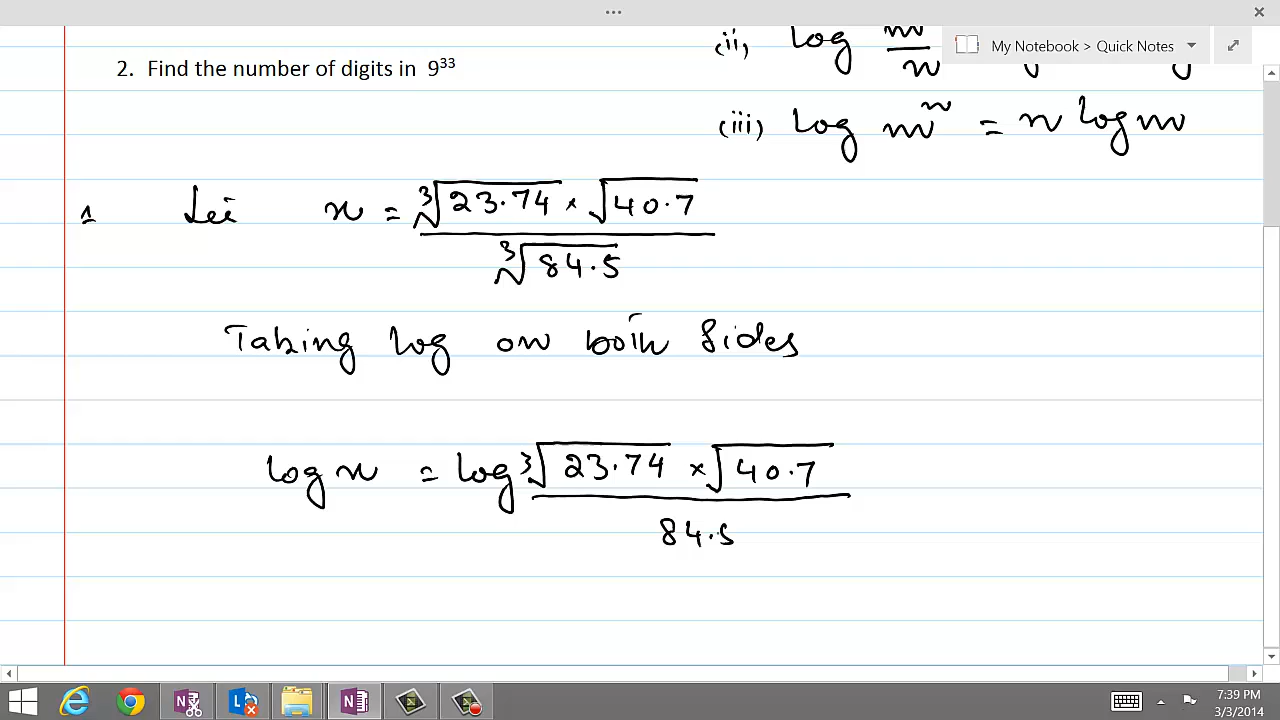 ...
My Notebook > Quick Notes
(ii) log m/n
2. Find the number of digits in 9³³
(iii) log mⁿ = n log m
1 Let x = ∛23.74 × √40.7 / ∛84.5
Taking log on both sides
log x = log ∛23.74 × √40.7 / 84.5
7:39 PM
3/3/2014